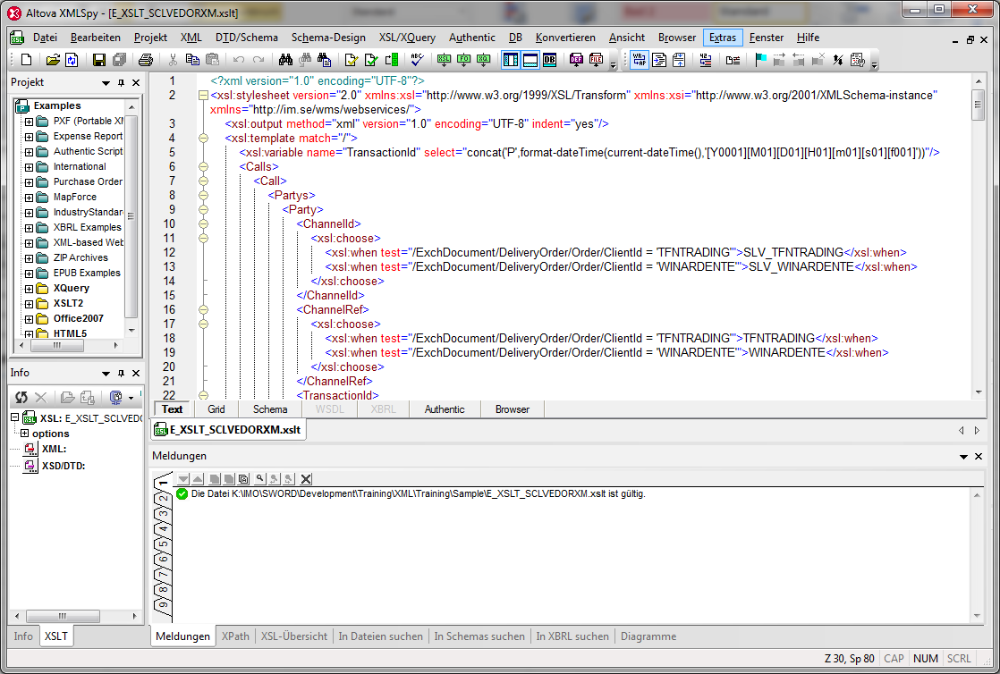 Altova XMLSpy - [E_XSLT_SCLVEDORXM.xslt]
Datei Bearbeiten Projekt XML DTD/Schema Schema-Design XSL/XQuery Authentic DB Konvertieren Ansicht Browser Extras Fenster Hilfe
Projekt
Examples
PXF (Portable XM
Expense Report
Authentic Script
International
Purchase Order
MapForce
IndustryStandar
XBRL Examples
XML-based Web
ZIP Archives
EPUB Examples
XQuery
XSLT2
Office2007
HTML5
Info
XSL: E_XSLT_SCLVEDO
options
XML:
XSD/DTD:
Info XSLT
1 <?xml version="1.0" encoding="UTF-8"?>
2 <xsl:stylesheet version="2.0" xmlns:xsl="http://www.w3.org/1999/XSL/Transform" xmlns:xsi="http://www.w3.org/2001/XMLSchema-instance"
xmlns="http://im.se/wms/webservices/">
3 <xsl:output method="xml" version="1.0" encoding="UTF-8" indent="yes"/>
4 <xsl:template match="/">
5 <xsl:variable name="TransactionId" select="concat('P',format-dateTime(current-dateTime(),'[Y0001][M01][D01][H01][m01][s01][f001]'))"/>
6 <Calls>
7 <Call>
8 <Partys>
9 <Party>
10 <ChannelId>
11 <xsl:choose>
12 <xsl:when test="/ExchDocument/DeliveryOrder/Order/ClientId = 'TFNTRADING'">SLV_TFNTRADING</xsl:when>
13 <xsl:when test="/ExchDocument/DeliveryOrder/Order/ClientId = 'WINARDENTE'">SLV_WINARDENTE</xsl:when>
14 </xsl:choose>
15 </ChannelId>
16 <ChannelRef>
17 <xsl:choose>
18 <xsl:when test="/ExchDocument/DeliveryOrder/Order/ClientId = 'TFNTRADING'">TFNTRADING</xsl:when>
19 <xsl:when test="/ExchDocument/DeliveryOrder/Order/ClientId = 'WINARDENTE'">WINARDENTE</xsl:when>
20 </xsl:choose>
21 </ChannelRef>
22 <TransactionId>
Text Grid Schema WSDL XBRL Authentic Browser
E_XSLT_SCLVEDORXM.xslt
Meldungen
1
2
3
4
5
6
7
8
9
Die Datei K:\IMO\SWORD\Development\Training\XML\Training\Sample\E_XSLT_SCLVEDORXM.xslt ist gültig.
Meldungen XPath XSL-Übersicht In Dateien suchen In Schemas suchen In XBRL suchen Diagramme
Z 30, Sp 80 CAP NUM SCRL